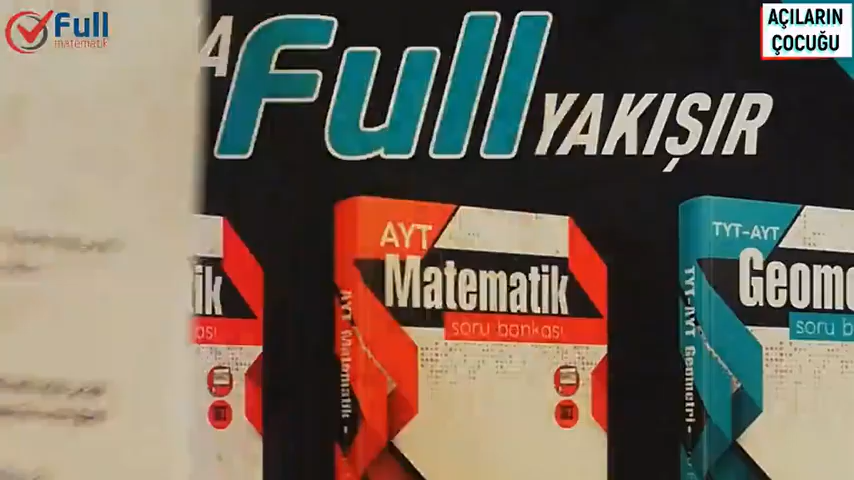 Full
matematik
AÇILARIN
ÇOCUĞU
A Full YAKIŞIR
ik
ası
AYT
Matematik
soru bankası
AYT Matematik -
TYT-AYT
Geome
soru b
TYT-AYT Geometri -